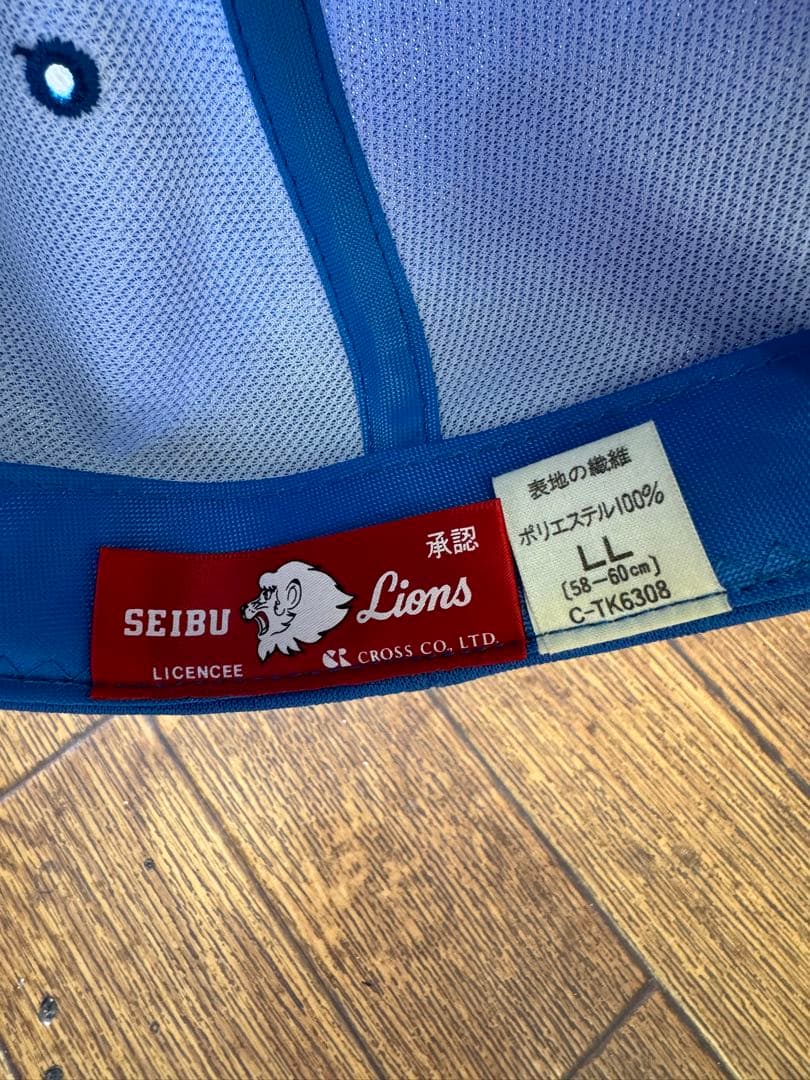 承認
SEIBU Lions
LICENCEE CR CROSS CO., LTD.
表地の繊維
ポリエステル100%
LL
(58-60cm)
C-TK6308